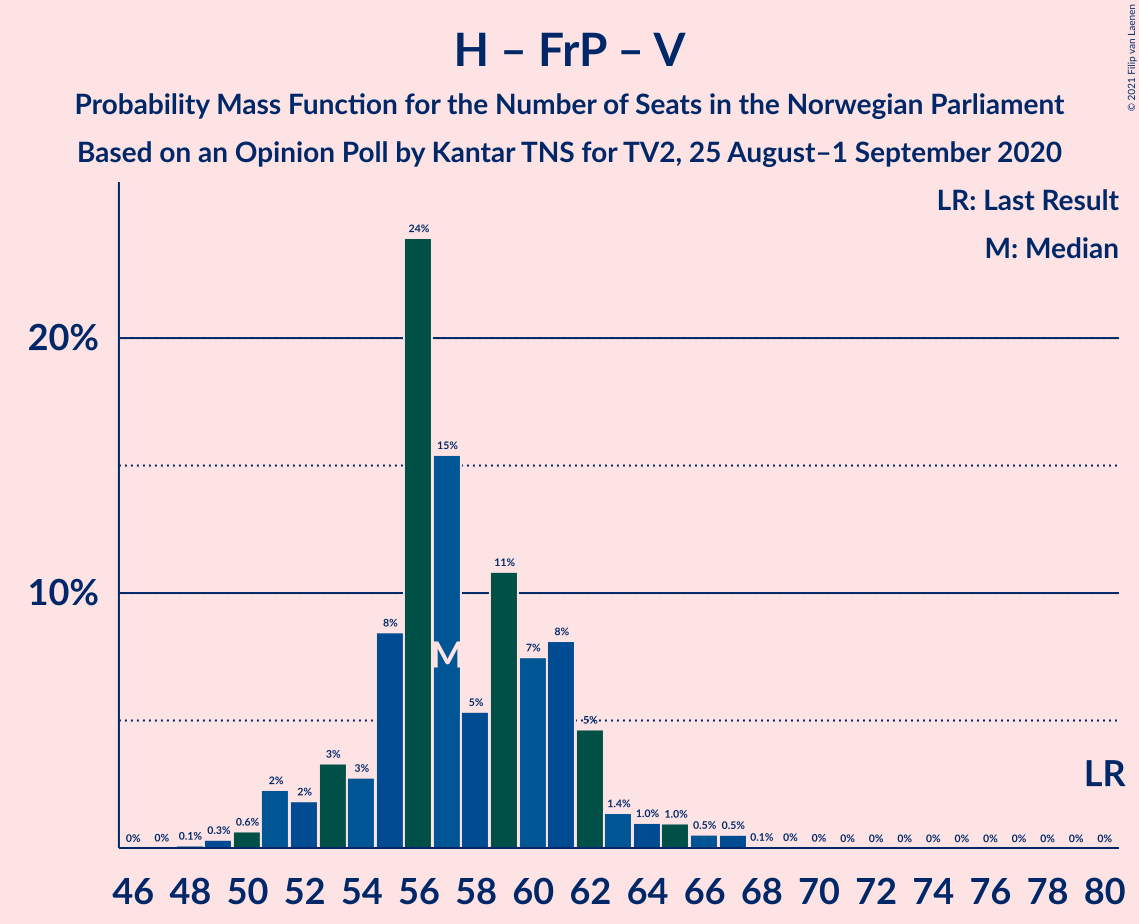 H – FrP – V
Probability Mass Function for the Number of Seats in the Norwegian Parliament
Based on an Opinion Poll by Kantar TNS for TV2, 25 August–1 September 2020
© 2021 Filip van Laenen
LR: Last Result
M: Median
20%
10%
0% 0% 0.1% 0.3% 0.6% 2% 2% 3% 3% 8% 24% 15% 5% 11% 7% 8% 5% 1.4% 1.0% 1.0% 0.5% 0.5% 0.1% 0% 0% 0% 0% 0% 0% 0% 0% 0% 0% 0% 0%
M
LR
46 48 50 52 54 56 58 60 62 64 66 68 70 72 74 76 78 80